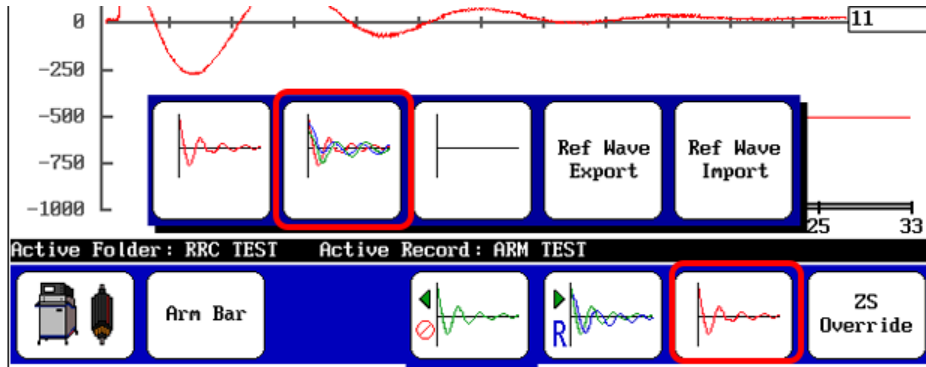 0
11
-250
-500
-750
-1000
Ref Wave
Export
Ref Wave
Import
25
33
Active Folder: RRC TEST    Active Record: ARM TEST
Arm Bar
R
ZS
Override